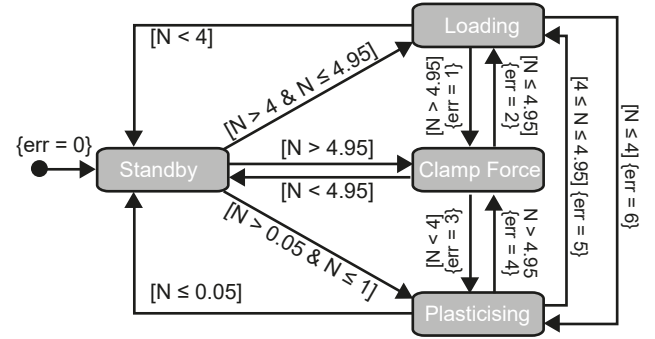 Loading
[N < 4]
[N > 4 & N ≤ 4.95]
[N > 4.95]
{err = 1}
[N ≤ 4.95]
{err = 2}
[4 ≤ N ≤ 4.95] {err = 5}
[N ≤ 4] {err = 6}
{err = 0}
Standby
[N > 4.95]
[N < 4.95]
Clamp Force
[N > 0.05 & N ≤ 1]
[N < 4]
{err = 3}
N > 4.95
{err = 4}
[N ≤ 0.05]
Plasticising